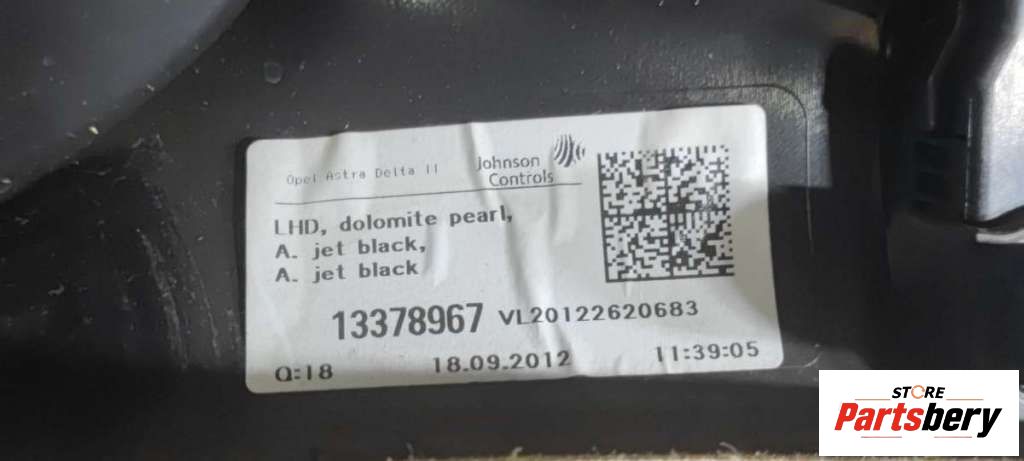 Opel Astra Delta II
Johnson
Controls
LHD, dolomite pearl,
A. jet black,
A. jet black
13378967 VL20122620683
Q:18 18.09.2012 11:39:05
STORE
Partsbery